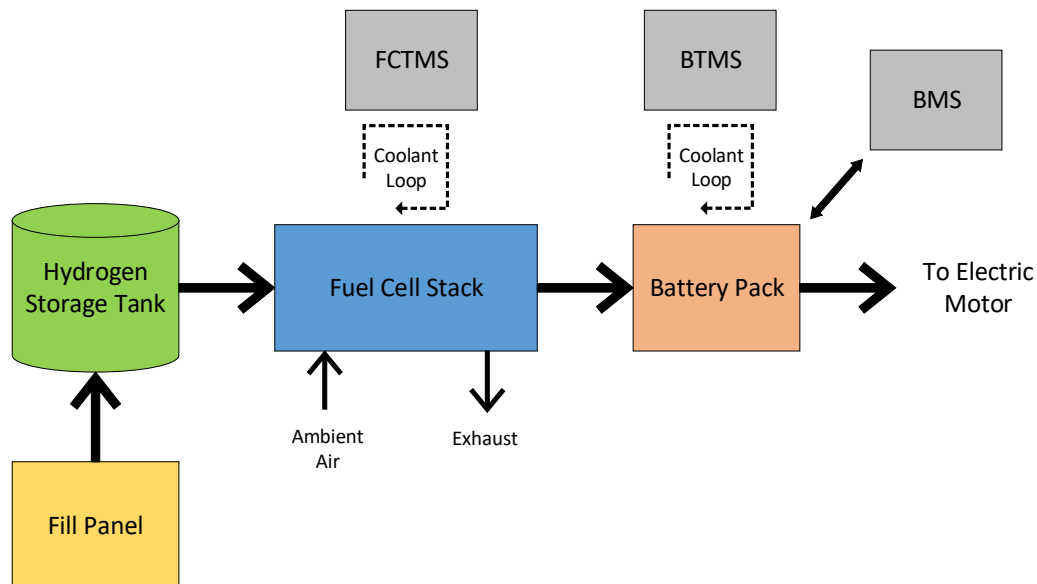 FCTMS
BTMS
BMS
Coolant
Loop
Coolant
Loop
Hydrogen
Storage Tank
Fuel Cell Stack
Battery Pack
To Electric
Motor
Ambient
Air
Exhaust
Fill Panel